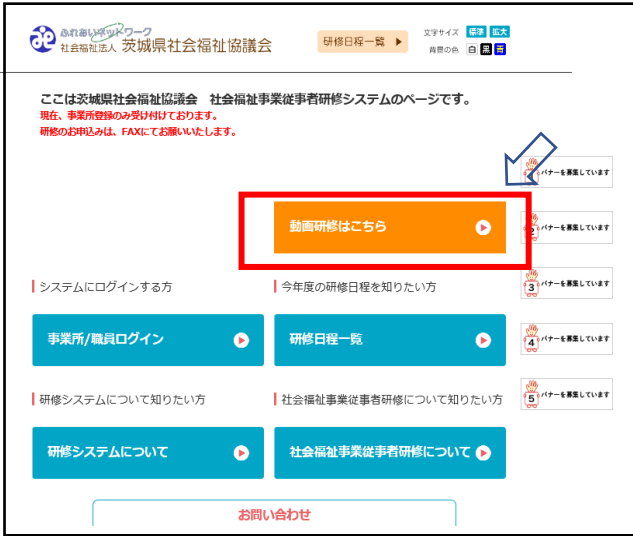 ふれあいネットワーク
社会福祉法人 茨城県社会福祉協議会
研修日程一覧
文字サイズ 標準 拡大
背景の色 白 黒 青
ここは茨城県社会福祉協議会 社会福祉事業従事者研修システムのページです。
現在、事業所登録のみ受け付けております。
研修のお申込みは、FAXにてお願いいたします。
バナーを募集しています
動画研修はこちら
2 バナーを募集しています
システムにログインする方
今年度の研修日程を知りたい方
3 バナーを募集しています
事業所/職員ログイン
研修日程一覧
4 バナーを募集しています
研修システムについて知りたい方
社会福祉事業従事者研修について知りたい方
5 バナーを募集しています
研修システムについて
社会福祉事業従事者研修について
お問い合わせ